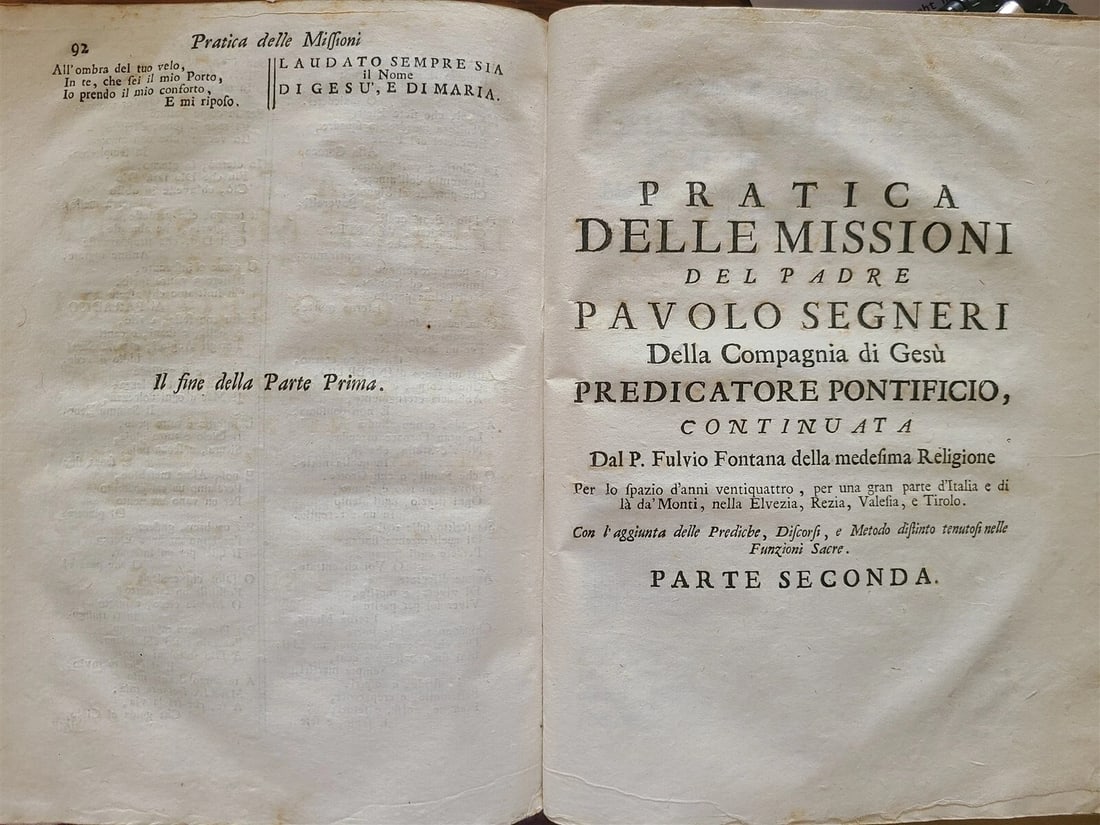 92
Pratica delle Miſſioni
All'ombra del tuo velo,
In te, che ſei il mio Porto,
Io prendo il mio conforto,
E mi ripoſo.
LAUDATO SEMPRE SIA
il Nome
DI GESU', E DI MARIA.
Il fine della Parte Prima.
PRATICA
DELLE MISSIONI
DEL PADRE
PAVOLO SEGNERI
Della Compagnia di Gesù
PREDICATORE PONTIFICIO,
CONTINUATA
Dal P. Fulvio Fontana della medeſima Religione
Per lo ſpazio d'anni ventiquattro, per una gran parte d'Italia e di
là da' Monti, nella Elvezia, Rezia, Valeſia, e Tirolo.
Con l'aggiunta delle Prediche, Diſcorſi, e Metodo diſtinto tenutoſi nelle
Funzioni Sacre.
PARTE SECONDA.